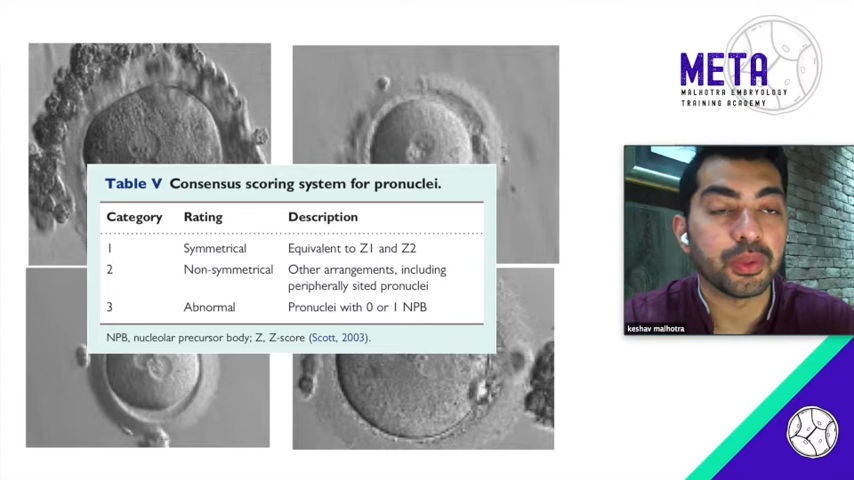 META
MALHOTRA EMBRYOLOGY
TRAINING ACADEMY
Table V Consensus scoring system for pronuclei.
Category Rating Description
1 Symmetrical Equivalent to Z1 and Z2
2 Non-symmetrical Other arrangements, including
peripherally sited pronuclei
3 Abnormal Pronuclei with 0 or 1 NPB
NPB, nucleolar precursor body; Z, Z-score (Scott, 2003).
keshav malhotra